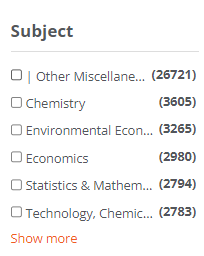 Subject
| Other Miscellane... (26721)
Chemistry (3605)
Environmental Econ... (3265)
Economics (2980)
Statistics & Mathem... (2794)
Technology, Chemic... (2783)
Show more